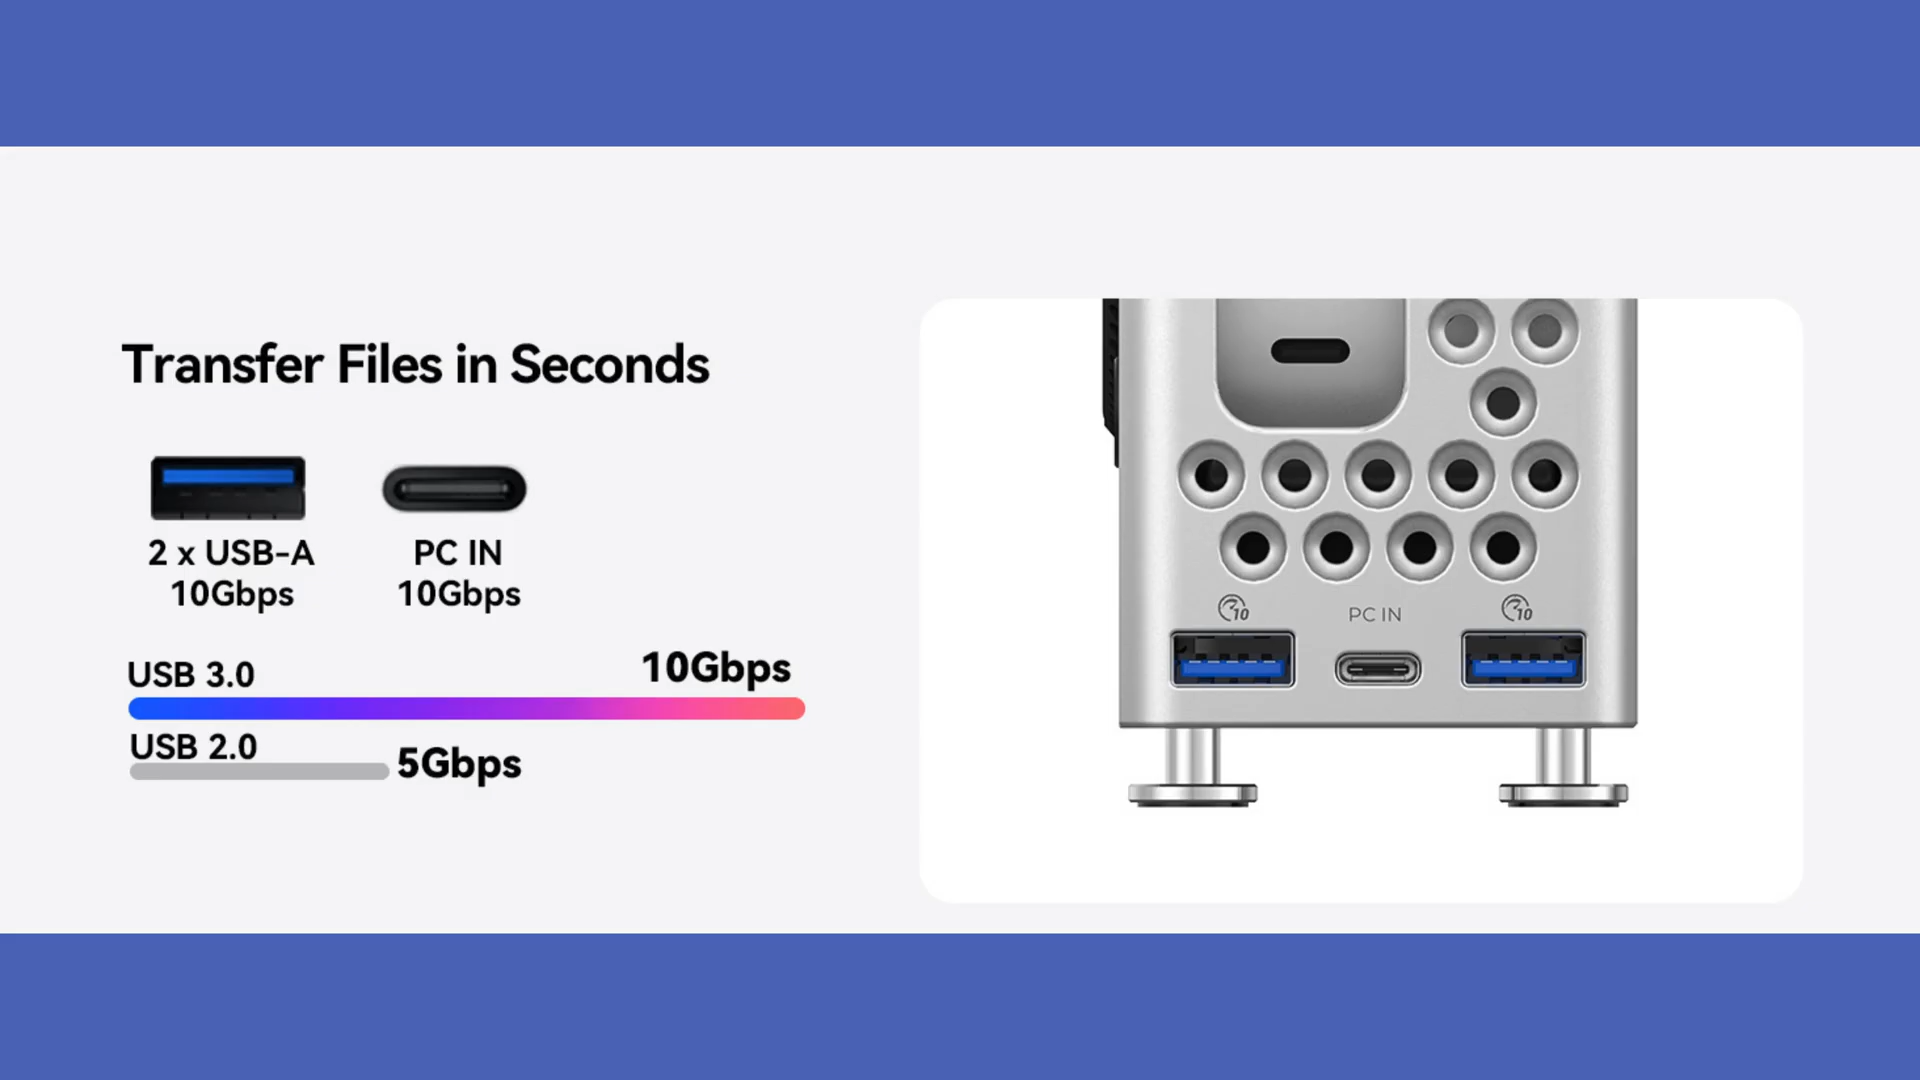 Transfer Files in Seconds
2 x USB-A
10Gbps
PC IN
10Gbps
USB 3.0
10Gbps
USB 2.0
5Gbps
10
PC IN
10